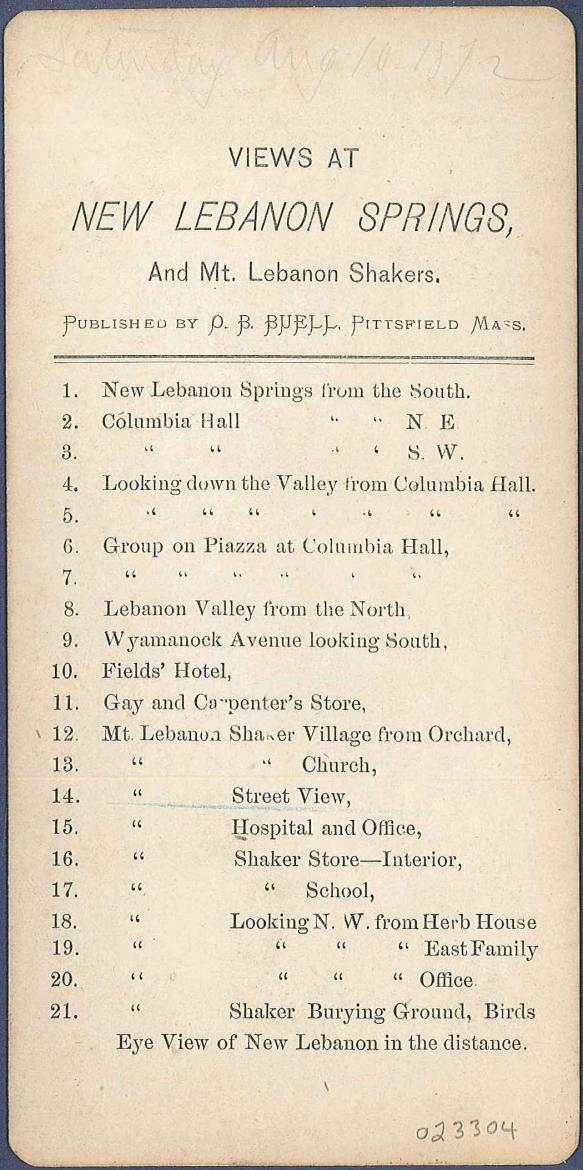 Saturday Aug 10 1872
VIEWS AT
NEW LEBANON SPRINGS,
And Mt. Lebanon Shakers.
PUBLISHED BY O. B. BUELL, PITTSFIELD MASS.
1. New Lebanon Springs from the South.
2. Columbia Hall " " N. E
3. " " " " S. W.
4. Looking down the Valley from Columbia Hall.
5. " " " " " " "
6. Group on Piazza at Columbia Hall,
7. " " " " " "
8. Lebanon Valley from the North,
9. Wyamanock Avenue looking South,
10. Fields' Hotel,
11. Gay and Carpenter's Store,
12. Mt. Lebanon Shaker Village from Orchard,
13. " " Church,
14. " Street View,
15. " Hospital and Office,
16. " Shaker Store—Interior,
17. " " School,
18. " Looking N. W. from Herb House
19. " " " " East Family
20. " " " " Office.
21. " Shaker Burying Ground, Birds
Eye View of New Lebanon in the distance.
023304